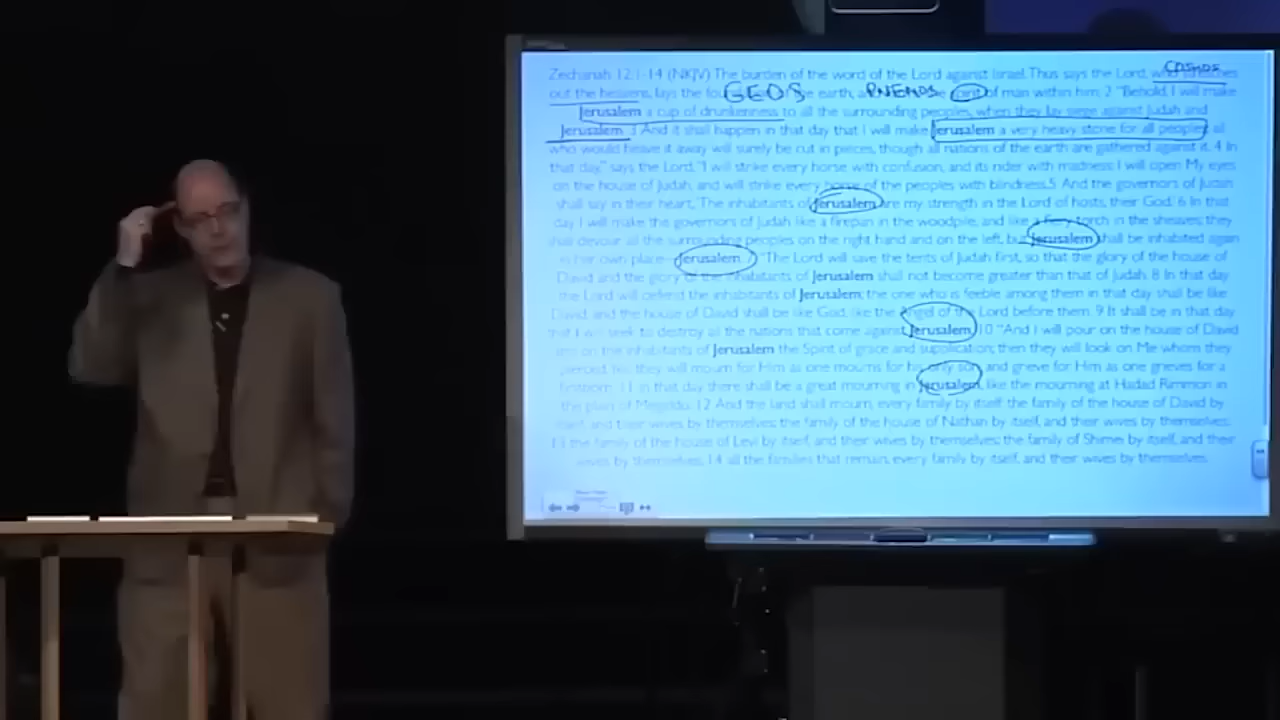 COSMOS
Zechariah 12:1-14 (NKJV) The burden of the word of the Lord against Israel. Thus says the Lord, who stretches
out the heavens, lays the GEOS the earth, PNEMOS spirit of man within him: 2 "Behold, I will make
Jerusalem a cup of drunkenness to all the surrounding peoples, when they lay siege against Judah and
Jerusalem. 3 And it shall happen in that day that I will make Jerusalem a very heavy stone for all peoples; all
who would heave it away will surely be cut in pieces, though all nations of the earth are gathered against it. 4 In
that day," says the Lord, "I will strike every horse with confusion, and its rider with madness; I will open My eyes
on the house of Judah, and will strike every horse of the peoples with blindness. 5 And the governors of Judah
shall say in their heart, 'The inhabitants of Jerusalem are my strength in the Lord of hosts, their God.' 6 In that
day I will make the governors of Judah like a firepan in the woodpile, and like a fiery torch in the sheaves; they
shall devour all the surrounding peoples on the right hand and on the left, but Jerusalem shall be inhabited again
in her own place—Jerusalem. 7 "The Lord will save the tents of Judah first, so that the glory of the house of
David and the glory of the inhabitants of Jerusalem shall not become greater than that of Judah. 8 In that day
the Lord will defend the inhabitants of Jerusalem; the one who is feeble among them in that day shall be like
David, and the house of David shall be like God, like the Angel of the Lord before them. 9 It shall be in that day
that I will seek to destroy all the nations that come against Jerusalem. 10 "And I will pour on the house of David
and on the inhabitants of Jerusalem the Spirit of grace and supplication; then they will look on Me whom they
pierced. Yes, they will mourn for Him as one mourns for his only son, and grieve for Him as one grieves for a
firstborn. 11 In that day there shall be a great mourning in Jerusalem, like the mourning at Hadad Rimmon in
the plain of Megiddo. 12 And the land shall mourn, every family by itself: the family of the house of David by
itself, and their wives by themselves; the family of the house of Nathan by itself, and their wives by themselves;
13 the family of the house of Levi by itself, and their wives by themselves; the family of Shimei by itself, and their
wives by themselves; 14 all the families that remain, every family by itself, and their wives by themselves.